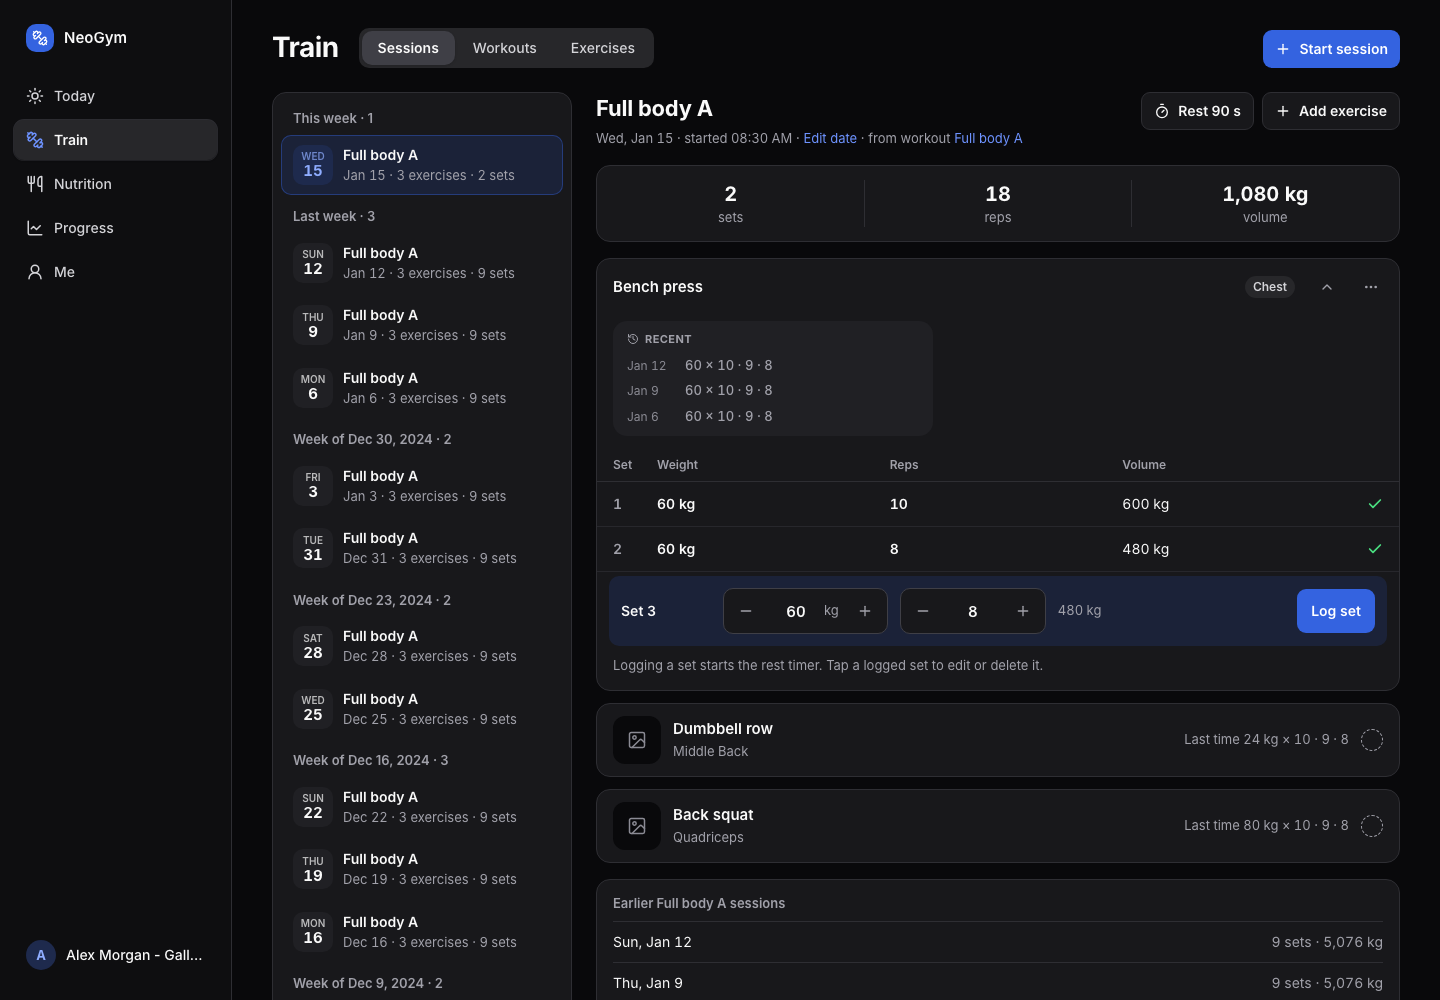 NeoGym
Today
Train
Nutrition
Progress
Me
A
Alex Morgan - Gall...
Train
Sessions
Workouts
Exercises
+ Start session
This week · 1
WED
15
Full body A
Jan 15 · 3 exercises · 2 sets
Last week · 3
SUN
12
Full body A
Jan 12 · 3 exercises · 9 sets
THU
9
Full body A
Jan 9 · 3 exercises · 9 sets
MON
6
Full body A
Jan 6 · 3 exercises · 9 sets
Week of Dec 30, 2024 · 2
FRI
3
Full body A
Jan 3 · 3 exercises · 9 sets
TUE
31
Full body A
Dec 31 · 3 exercises · 9 sets
Week of Dec 23, 2024 · 2
SAT
28
Full body A
Dec 28 · 3 exercises · 9 sets
WED
25
Full body A
Dec 25 · 3 exercises · 9 sets
Week of Dec 16, 2024 · 3
SUN
22
Full body A
Dec 22 · 3 exercises · 9 sets
THU
19
Full body A
Dec 19 · 3 exercises · 9 sets
MON
16
Full body A
Dec 16 · 3 exercises · 9 sets
Week of Dec 9, 2024 · 2
Full body A
Wed, Jan 15 · started 08:30 AM · Edit date · from workout Full body A
Rest 90 s
+ Add exercise
2
sets
18
reps
1,080 kg
volume
Bench press
Chest
RECENT
Jan 12 60 × 10 · 9 · 8
Jan 9 60 × 10 · 9 · 8
Jan 6 60 × 10 · 9 · 8
Set Weight Reps Volume
1 60 kg 10 600 kg
2 60 kg 8 480 kg
Set 3 − 60 kg + − 8 + 480 kg Log set
Logging a set starts the rest timer. Tap a logged set to edit or delete it.
Dumbbell row
Middle Back
Last time 24 kg × 10 · 9 · 8
Back squat
Quadriceps
Last time 80 kg × 10 · 9 · 8
Earlier Full body A sessions
Sun, Jan 12 9 sets · 5,076 kg
Thu, Jan 9 9 sets · 5,076 kg